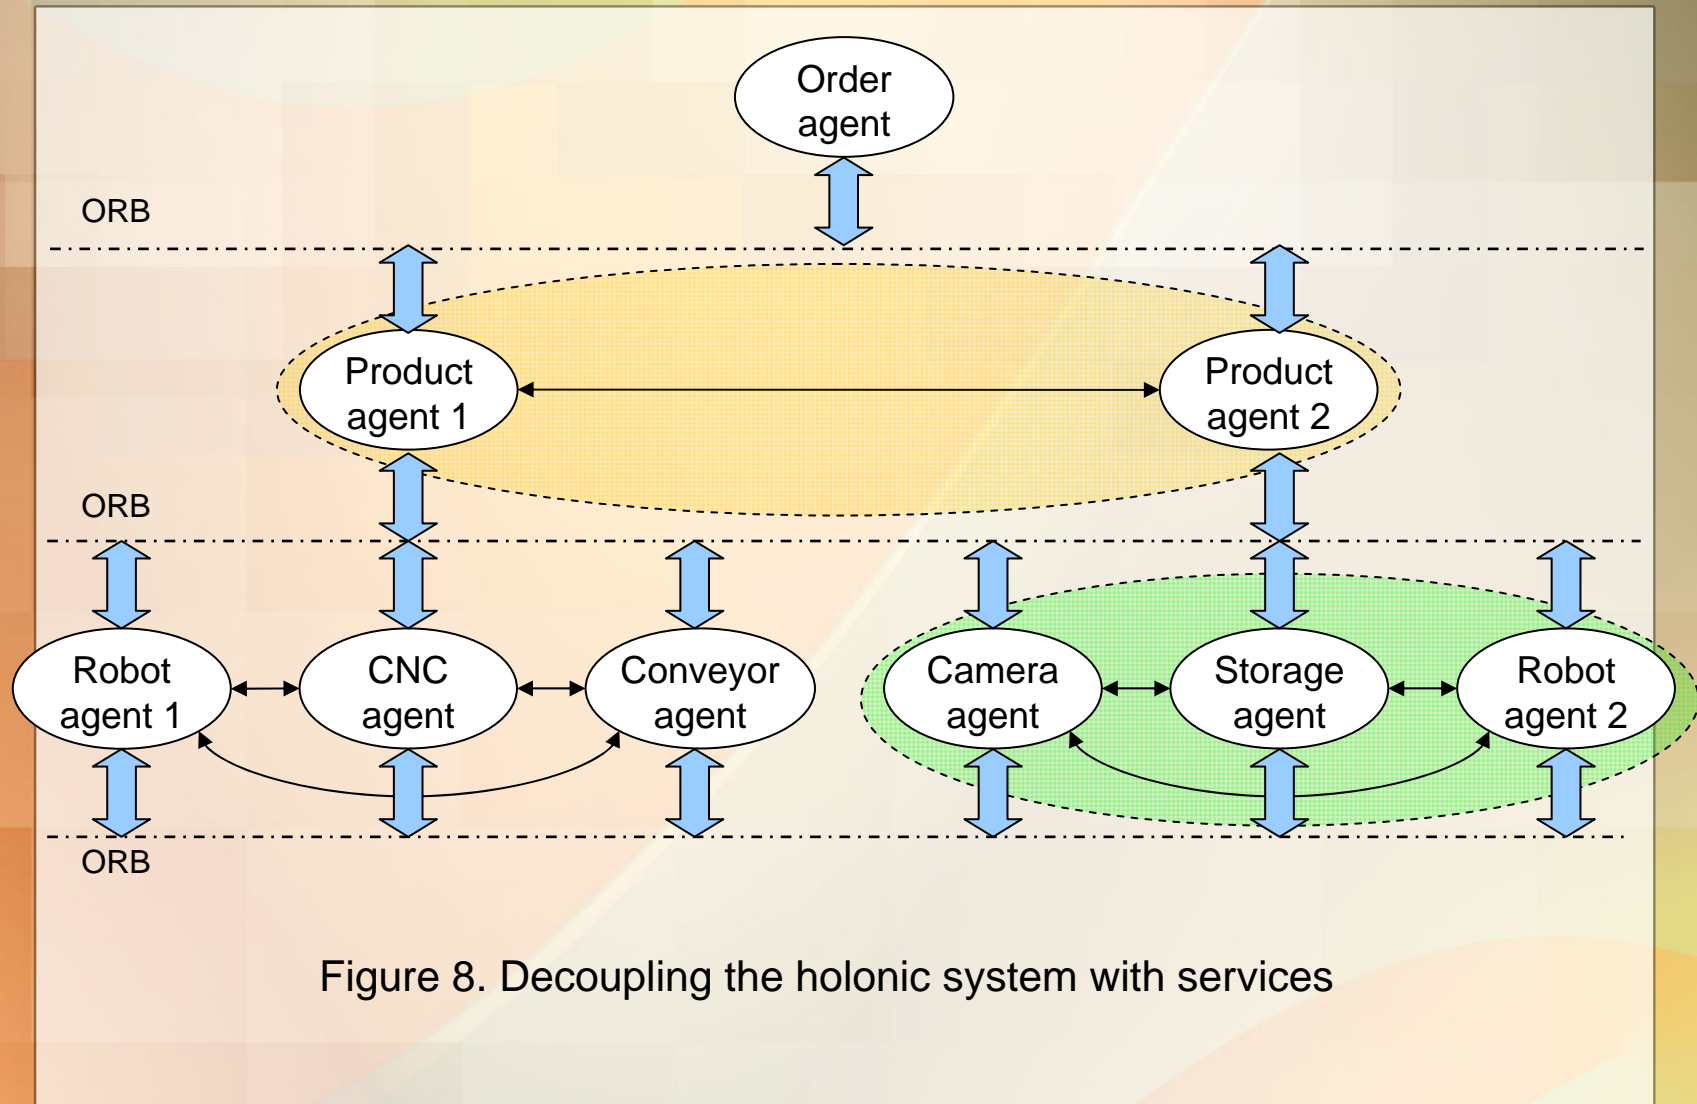 Order
agent
ORB
Product
agent 1
Product
agent 2
ORB
Robot
agent 1
CNC
agent
Conveyor
agent
Camera
agent
Storage
agent
Robot
agent 2
ORB
Figure 8. Decoupling the holonic system with services